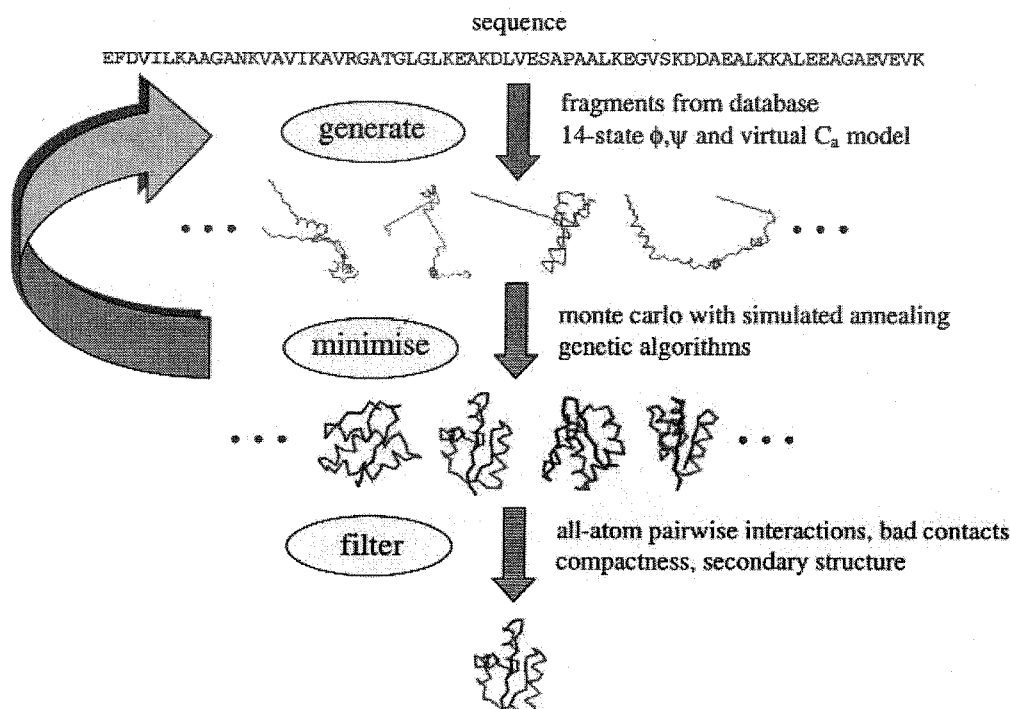 sequence
EFDVILKAAGANKVAVIKAVRGATGLGLKEAKDLVESAPAALKEGVSKDDAEALKKALEEAGAEVEVK
generate
fragments from database
14-state ϕ,ψ and virtual Cₐ model
minimise
monte carlo with simulated annealing
genetic algorithms
filter
all-atom pairwise interactions, bad contacts
compactness, secondary structure